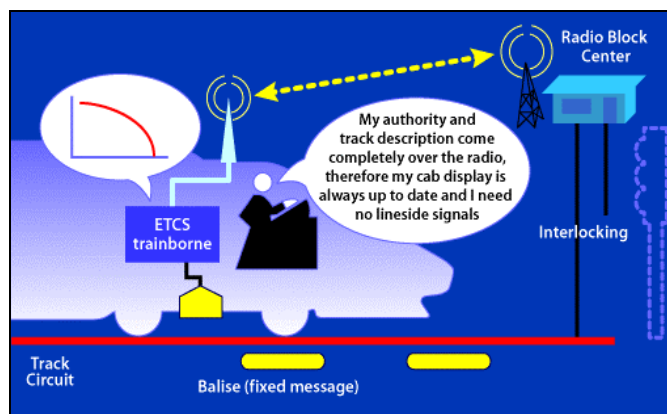 Radio Block
Center
My authority and
track description come
completely over the radio,
therefore my cab display is
always up to date and I need
no lineside signals
ETCS
trainborne
Interlocking
Track
Circuit
Balise (fixed message)